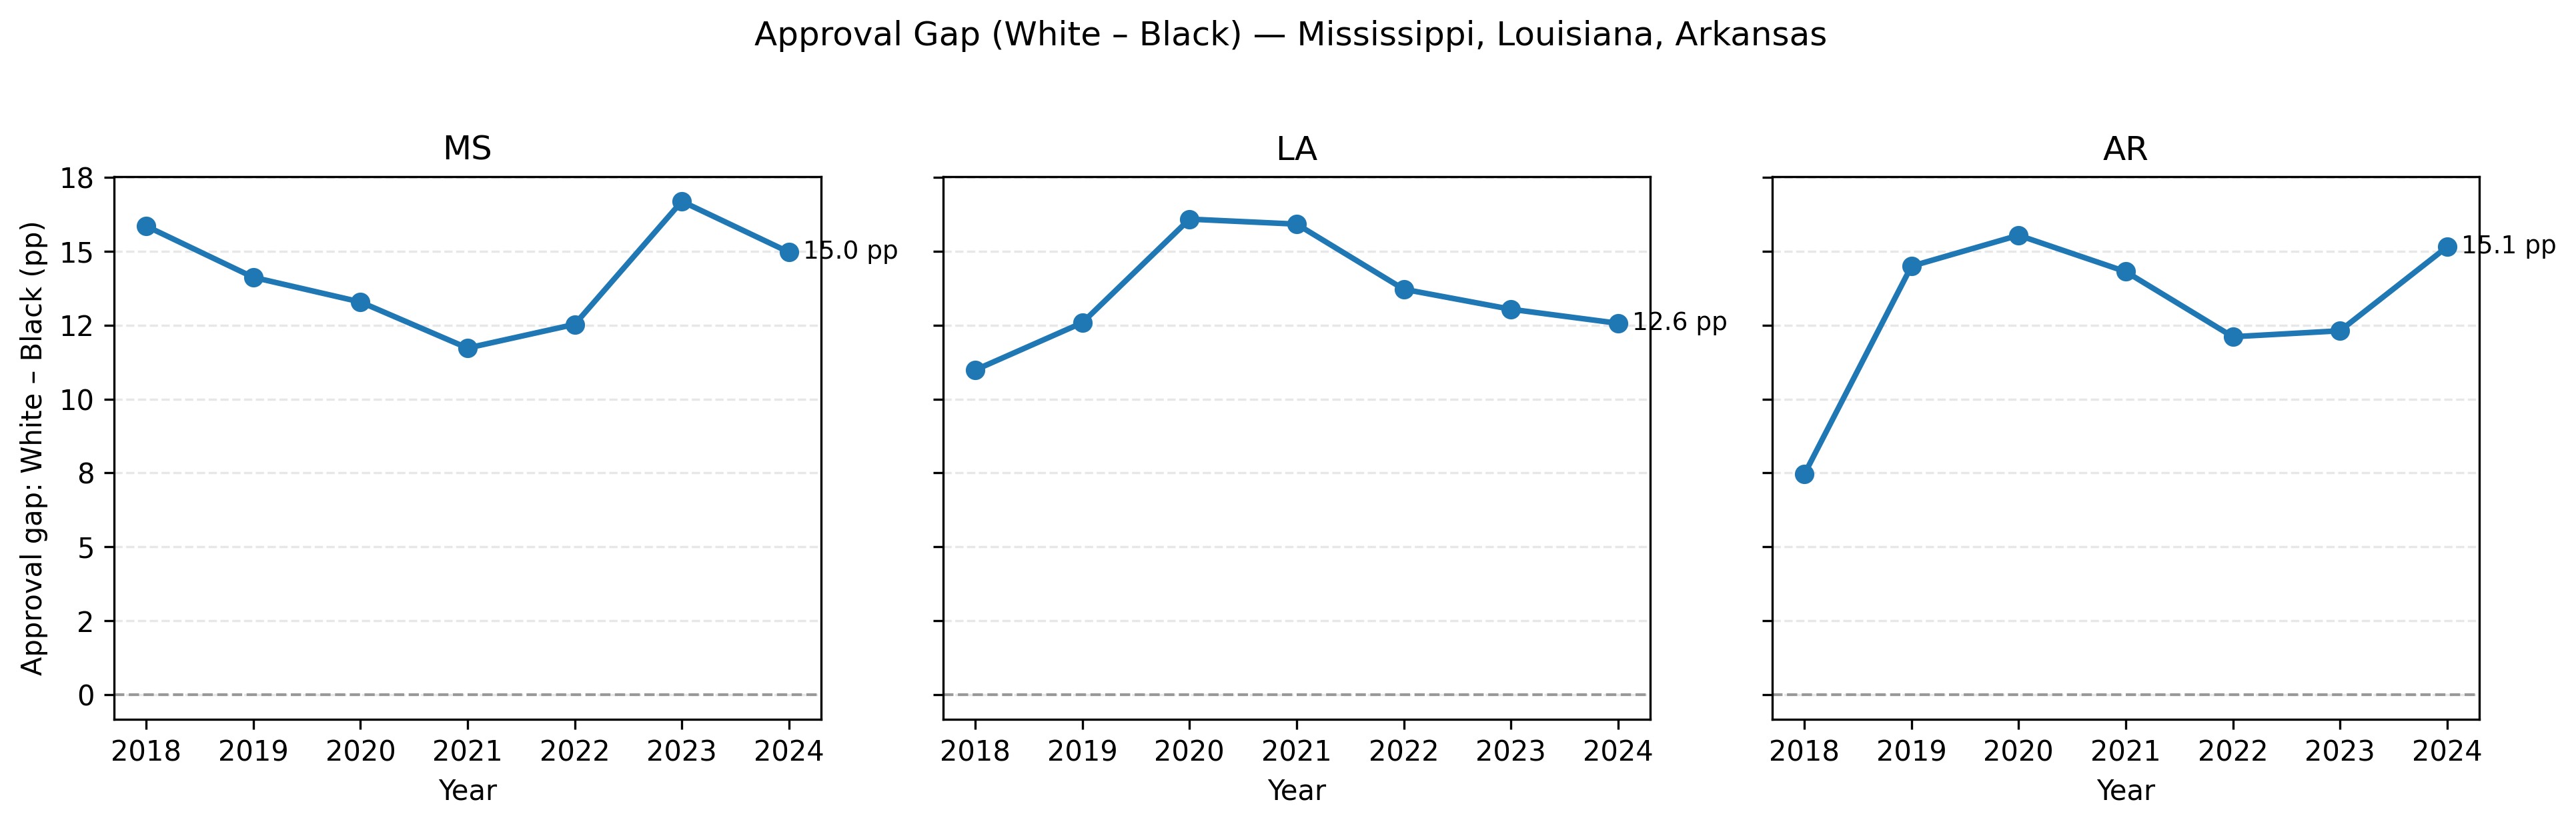 Approval Gap (White – Black) — Mississippi, Louisiana, Arkansas
MS
LA
AR
Approval gap: White – Black (pp)
18
15
12
10
8
5
2
0
15.0 pp
12.6 pp
15.1 pp
2018 2019 2020 2021 2022 2023 2024
2018 2019 2020 2021 2022 2023 2024
2018 2019 2020 2021 2022 2023 2024
Year
Year
Year